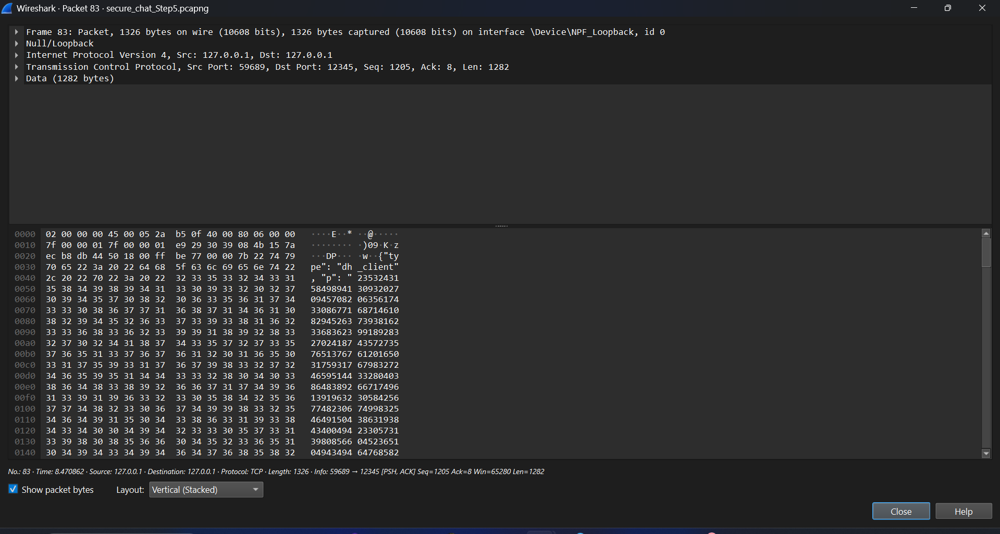 Wireshark · Packet 83 · secure_chat_Step5.pcapng
Frame 83: Packet, 1326 bytes on wire (10608 bits), 1326 bytes captured (10608 bits) on interface \Device\NPF_Loopback, id 0
Null/Loopback
Internet Protocol Version 4, Src: 127.0.0.1, Dst: 127.0.0.1
Transmission Control Protocol, Src Port: 59689, Dst Port: 12345, Seq: 1205, Ack: 8, Len: 1282
Data (1282 bytes)
0000 02 00 00 00 45 00 05 2a b5 0f 40 00 80 06 00 00 ····E··* ··@·····
0010 7f 00 00 01 7f 00 00 01 e9 29 30 39 08 4b 15 7a ········ ·)09·K·z
0020 ec b8 db 44 50 18 00 ff be 77 00 00 7b 22 74 79 ···DP··· ·w··{"ty
0030 70 65 22 3a 20 22 64 68 5f 63 6c 69 65 6e 74 22 pe": "dh _client"
0040 2c 20 22 70 22 3a 20 22 32 33 35 33 32 34 33 31 , "p": " 23532431
0050 35 38 34 39 38 39 34 31 33 30 39 33 32 30 32 37 58498941 30932027
0060 30 39 34 35 37 30 38 32 30 36 33 35 36 31 37 34 09457082 06356174
0070 33 33 30 38 36 37 37 31 36 38 37 31 34 36 31 30 33086771 68714610
0080 38 32 39 34 35 32 36 33 37 33 39 33 38 31 36 32 82945263 73938162
0090 33 33 36 38 33 36 32 33 39 39 31 38 39 32 38 33 33683623 99189283
00a0 32 37 30 32 34 31 38 37 34 33 35 37 32 37 33 35 27024187 43572735
00b0 37 36 35 31 33 37 36 37 36 31 32 30 31 36 35 30 76513767 61201650
00c0 33 31 37 35 39 33 31 37 36 37 39 38 33 32 37 32 31759317 67983272
00d0 34 36 35 39 35 31 34 34 33 33 32 38 30 34 30 33 46595144 33280403
00e0 38 36 34 38 33 38 39 32 36 36 37 31 37 34 39 36 86483892 66717496
00f0 31 33 39 31 39 36 33 32 33 30 35 38 34 32 35 36 13919632 30584256
0100 37 37 34 38 32 33 30 36 37 34 39 39 38 33 32 35 77482306 74998325
0110 34 36 34 39 31 35 30 34 33 38 36 33 31 39 33 38 46491504 38631938
0120 34 33 34 30 30 34 39 34 32 33 33 30 35 37 33 31 43400494 23305731
0130 33 39 38 30 38 35 36 36 30 34 35 32 33 36 35 31 39808566 04523651
0140 30 34 39 34 33 34 39 34 36 34 37 36 38 35 38 32 04943494 64768582
No.: 83 · Time: 8.470862 · Source: 127.0.0.1 · Destination: 127.0.0.1 · Protocol: TCP · Length: 1326 · Info: 59689 → 12345 [PSH, ACK] Seq=1205 Ack=8 Win=65280 Len=1282
Show packet bytes Layout: Vertical (Stacked)
Close Help